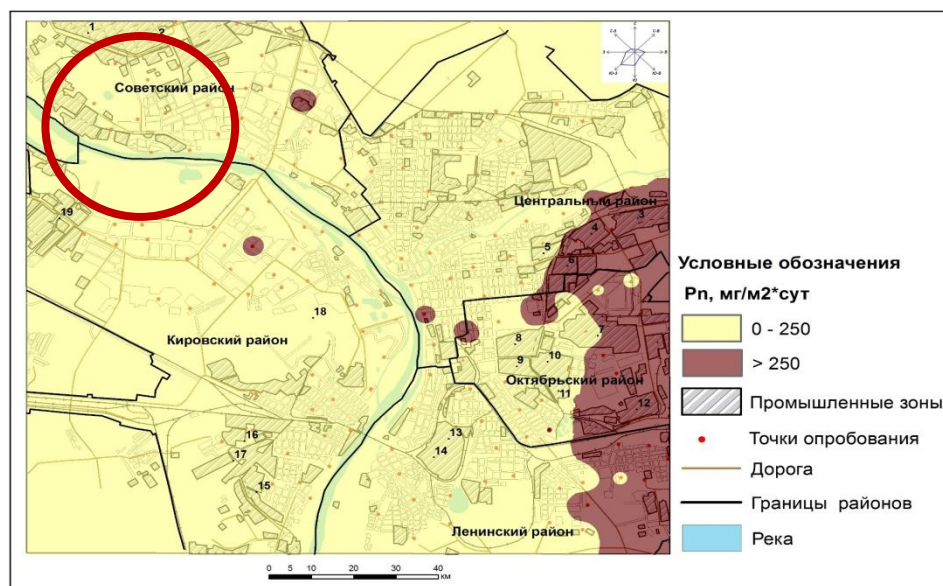 1
2
С
С-З
С-В
З
В
Ю-З
Ю-В
Ю
Советский район
Центральный район
3
4
19
5
6
Условные обозначения
Pn, мг/м2*сут
18
7
0 - 250
8
Кировский район
9
10
> 250
Октябрьский район
11
12
Промышленные зоны
16
13
Точки опробования
17
14
Дорога
15
Границы районов
Ленинский район
Река
0 5 10 20 30 40
км